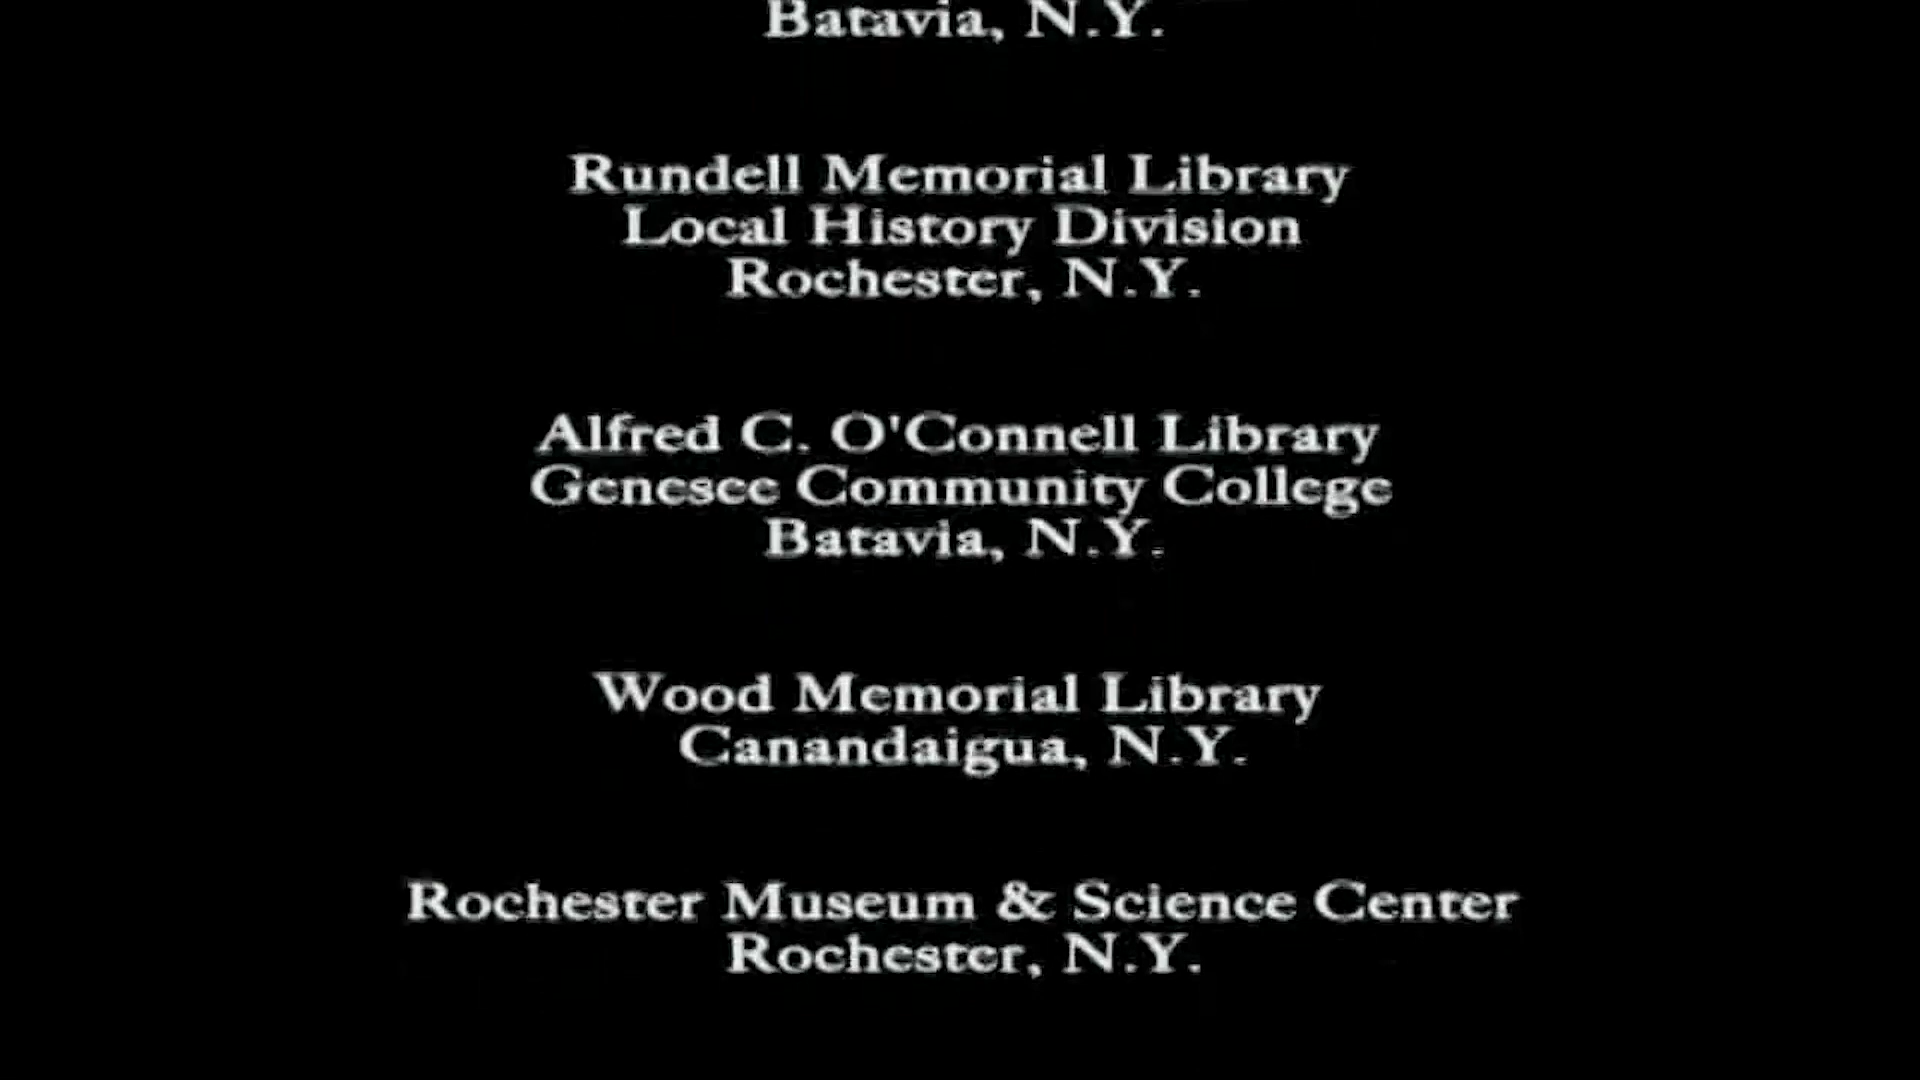 Batavia, N.Y.
Rundell Memorial Library
Local History Division
Rochester, N.Y.
Alfred C. O'Connell Library
Genesee Community College
Batavia, N.Y.
Wood Memorial Library
Canandaigua, N.Y.
Rochester Museum & Science Center
Rochester, N.Y.